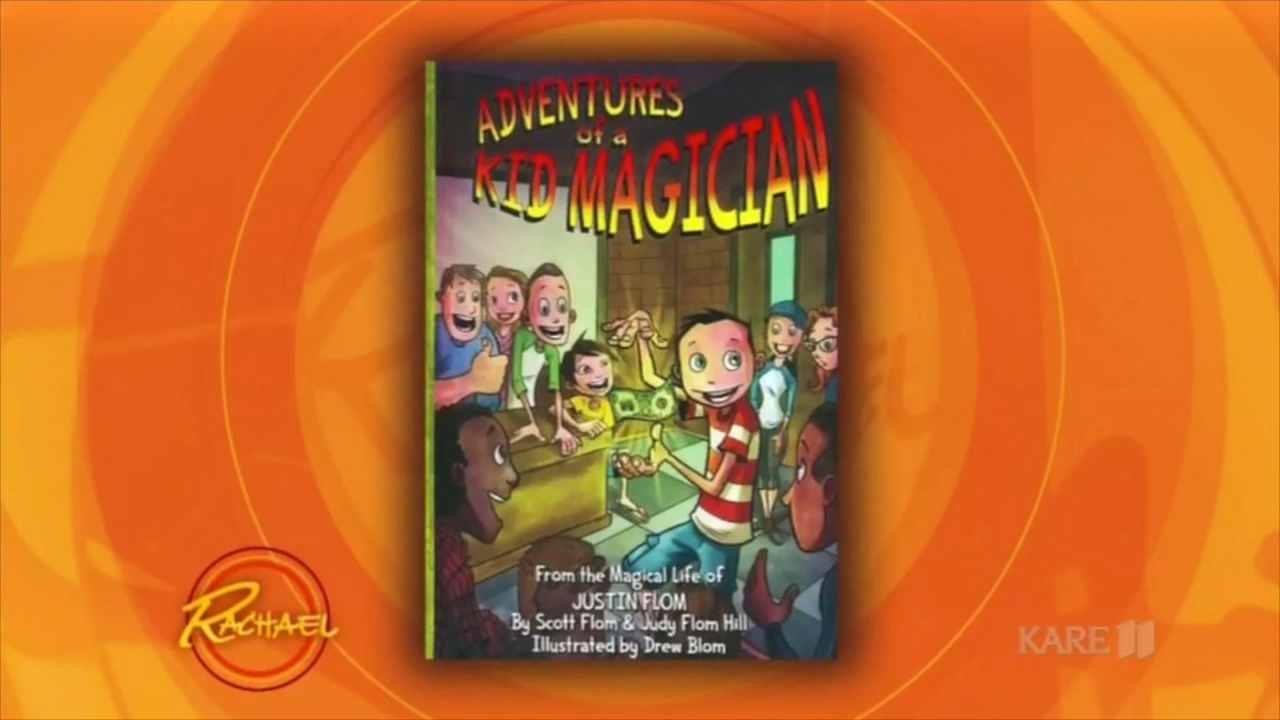 ADVENTURES
of a
KID MAGICIAN
From the Magical Life of
JUSTIN FLOM
By Scott Flom & Judy Flom Hill
Illustrated by Drew Blom
RACHAEL
KARE 11